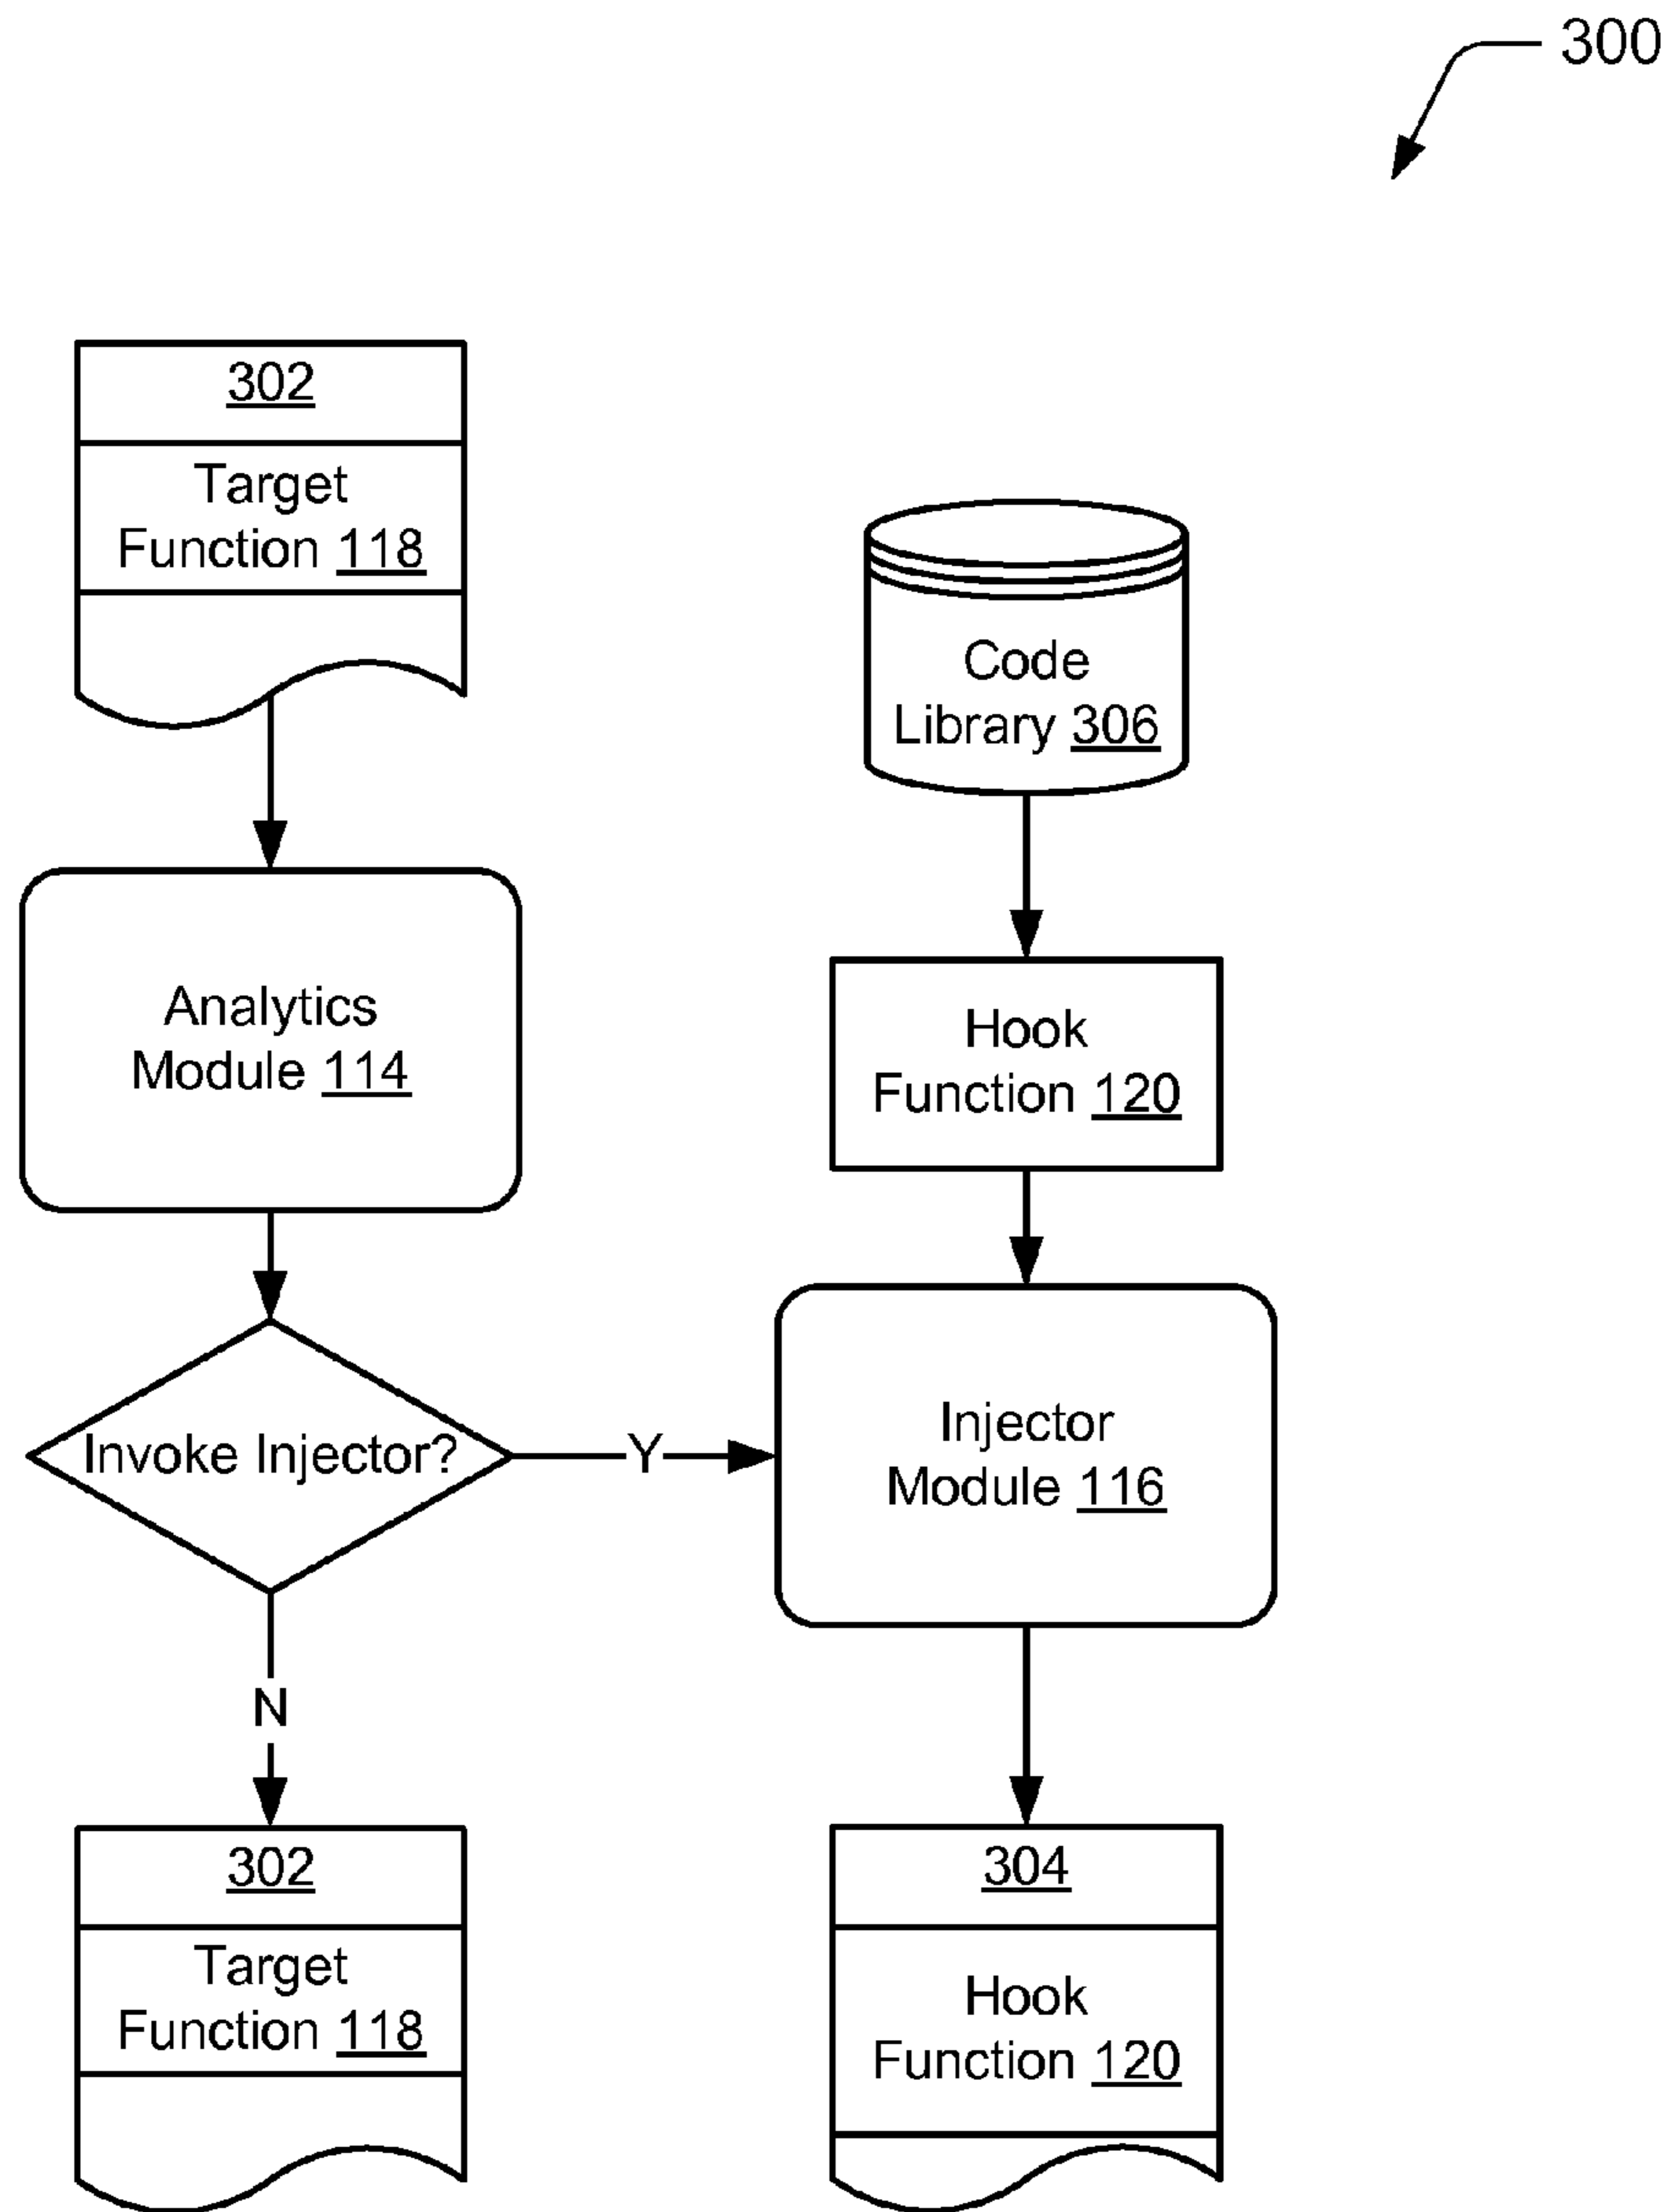 300
302
Target
Function 118
Code
Library 306
Analytics
Module 114
Hook
Function 120
Invoke Injector?
Y
Injector
Module 116
N
302
Target
Function 118
304
Hook
Function 120